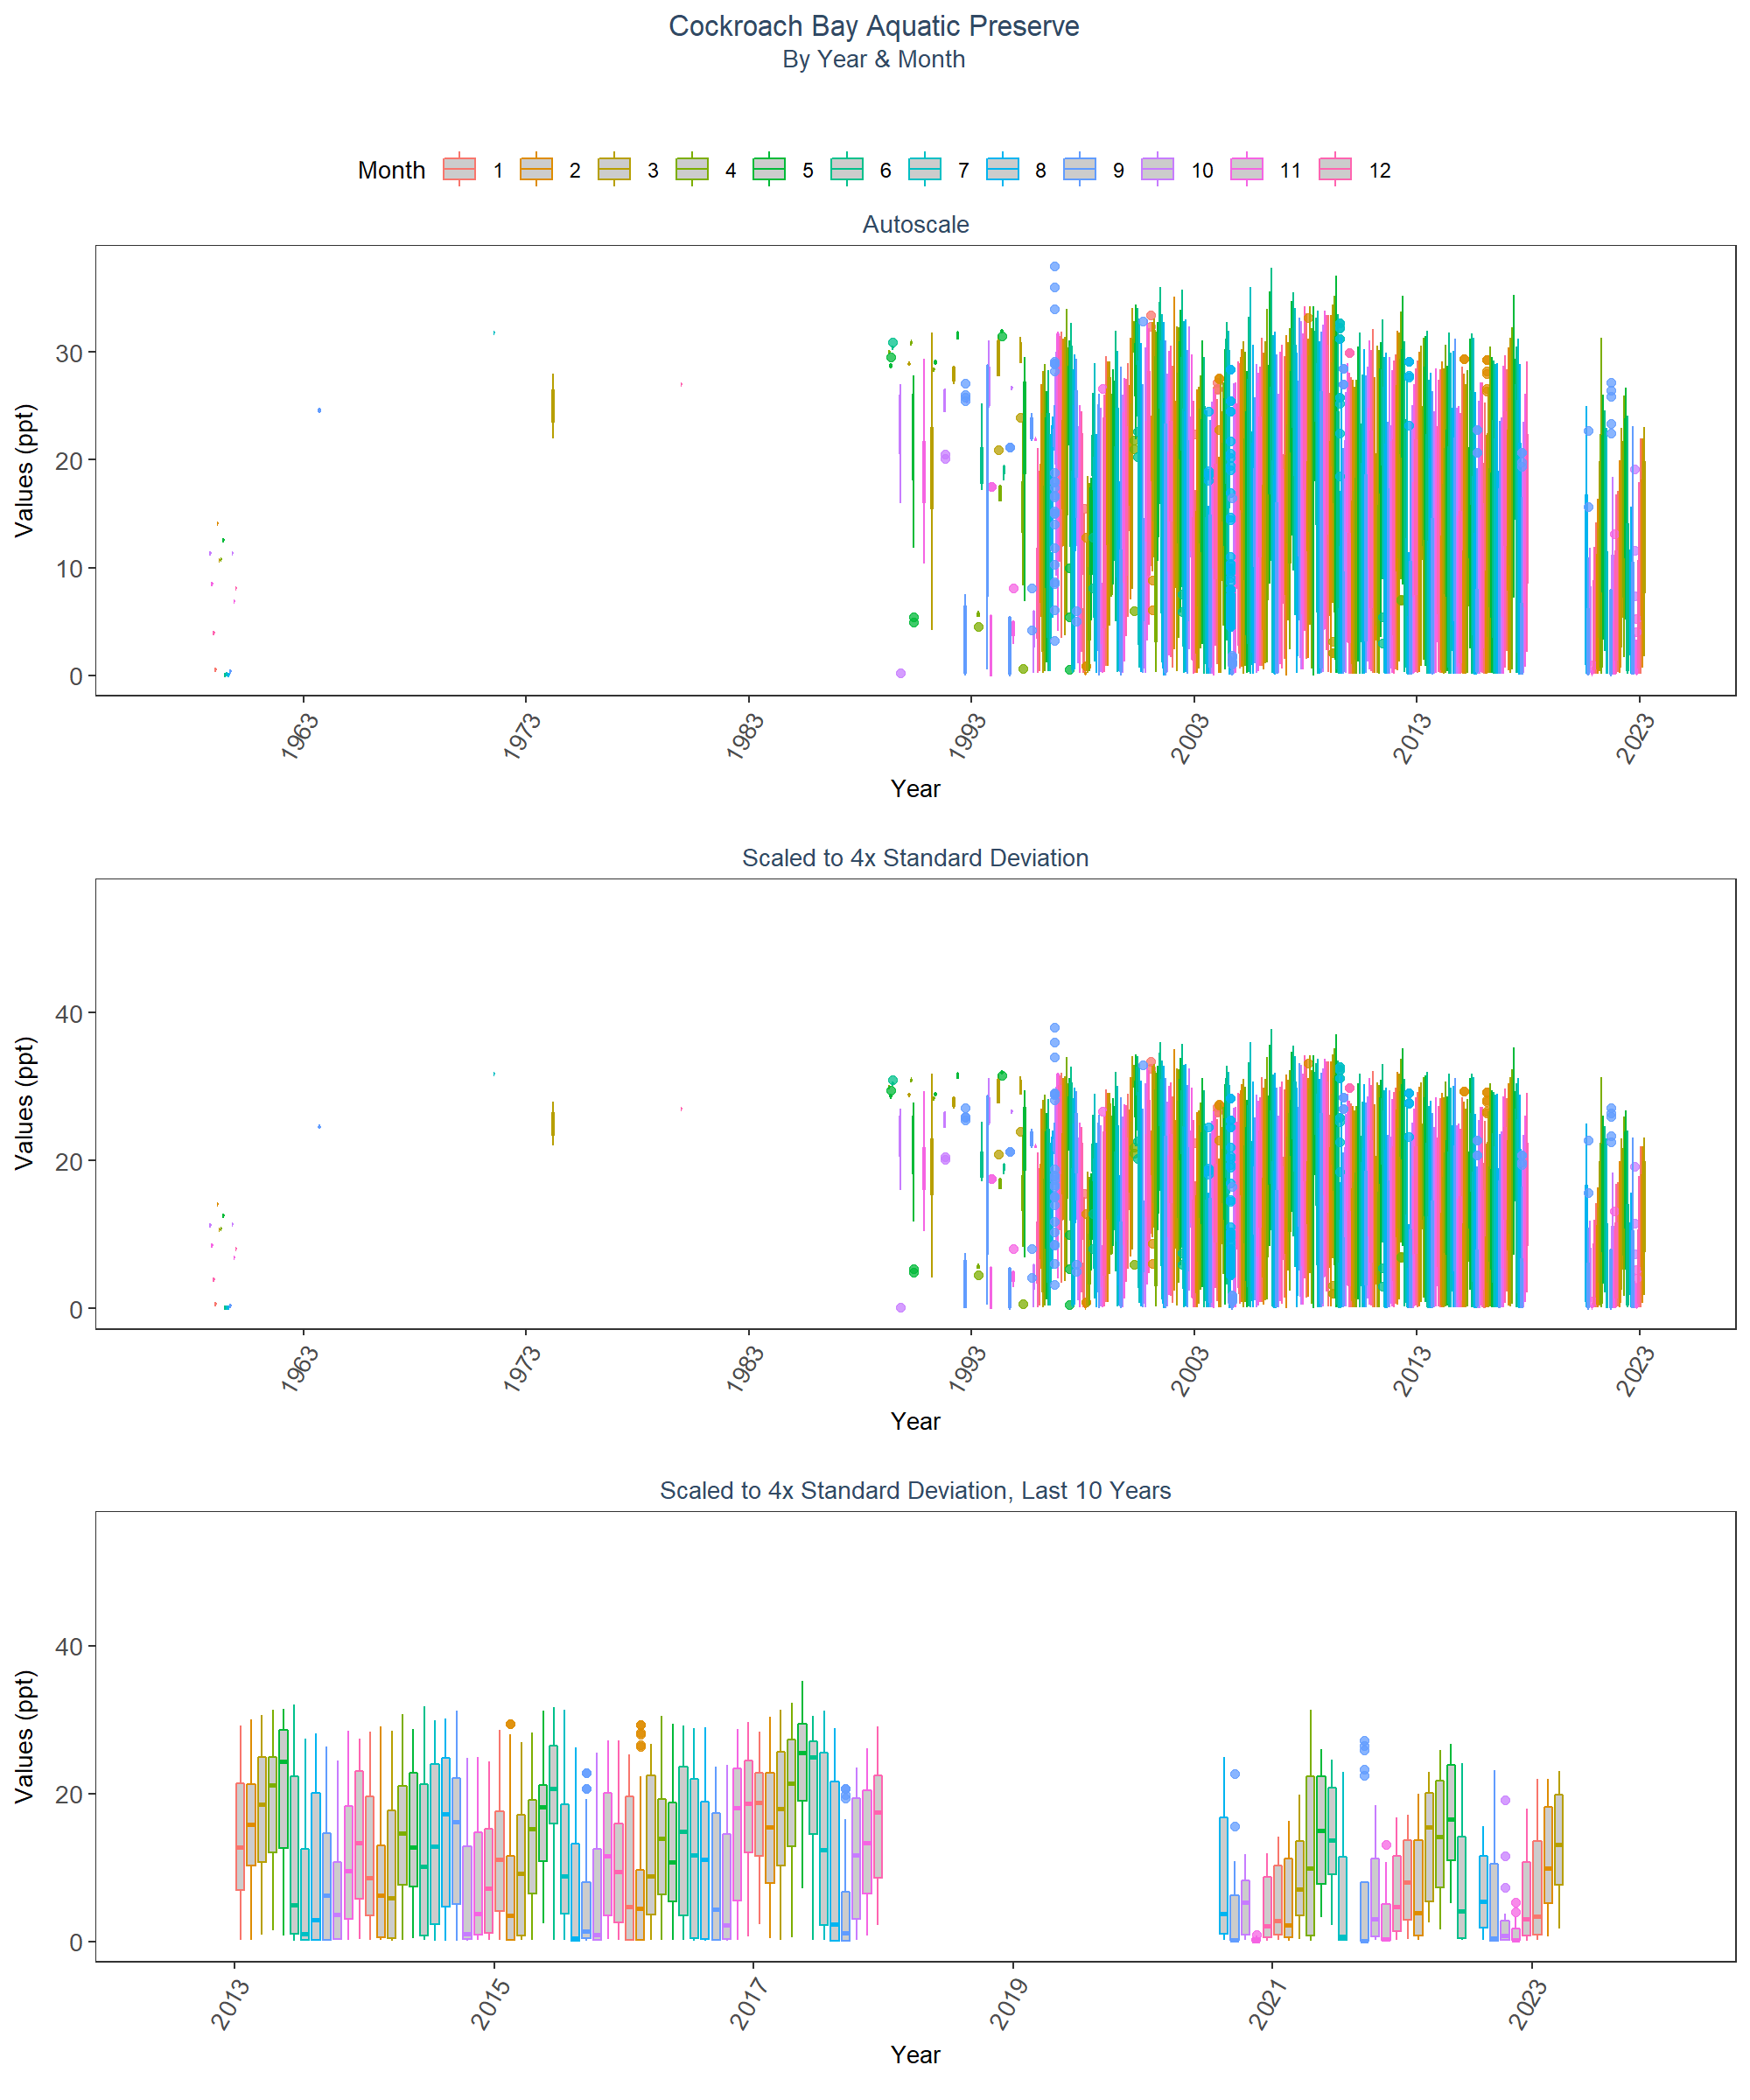 Cockroach Bay Aquatic Preserve
By Year & Month
Month 1 2 3 4 5 6 7 8 9 10 11 12
Autoscale
Values (ppt)
30
20
10
0
1963 1973 1983 1993 2003 2013 2023
Year
Scaled to 4x Standard Deviation
Values (ppt)
40
20
0
1963 1973 1983 1993 2003 2013 2023
Year
Scaled to 4x Standard Deviation, Last 10 Years
Values (ppt)
40
20
0
2013 2015 2017 2019 2021 2023
Year